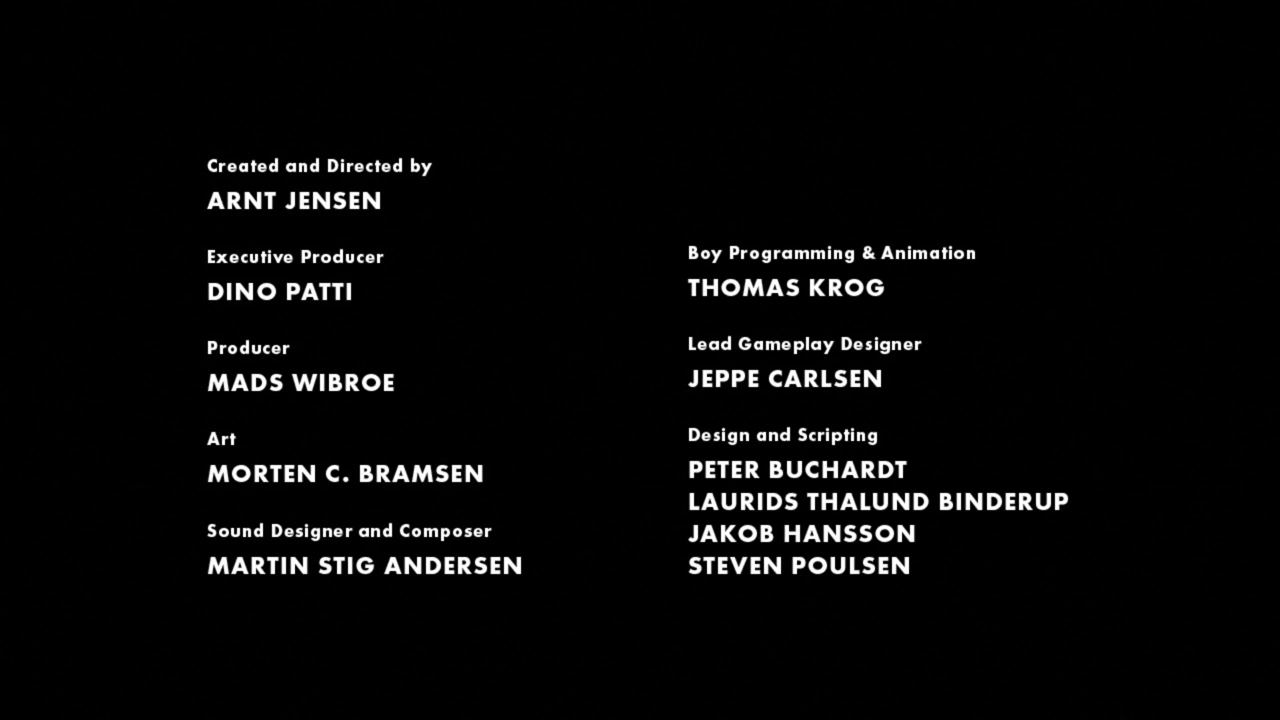 Created and Directed by
ARNT JENSEN
Executive Producer
DINO PATTI
Producer
MADS WIBROE
Art
MORTEN C. BRAMSEN
Sound Designer and Composer
MARTIN STIG ANDERSEN
Boy Programming & Animation
THOMAS KROG
Lead Gameplay Designer
JEPPE CARLSEN
Design and Scripting
PETER BUCHARDT
LAURIDS THALUND BINDERUP
JAKOB HANSSON
STEVEN POULSEN